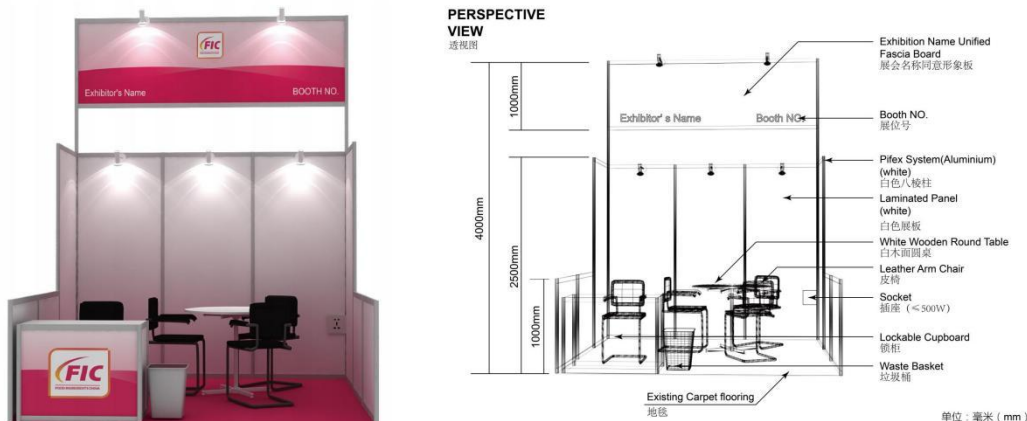 FIC
Exhibitor's Name
BOOTH NO.
FIC
PERSPECTIVE
VIEW
透视图
4000mm
1000mm
2500mm
1000mm
Exhibitor' s Name
Booth NO.
Exhibition Name Unified
Fascia Board
展会名称同意形象板
Booth NO.
展位号
Pifex System(Aluminium)
(white)
白色八棱柱
Laminated Panel
(white)
白色展板
White Wooden Round Table
白木面圆桌
Leather Arm Chair
皮椅
Socket
插座（≤500W）
Lockable Cupboard
锁柜
Waste Basket
垃圾桶
Existing Carpet flooring
地毯
单位：毫米（mm）